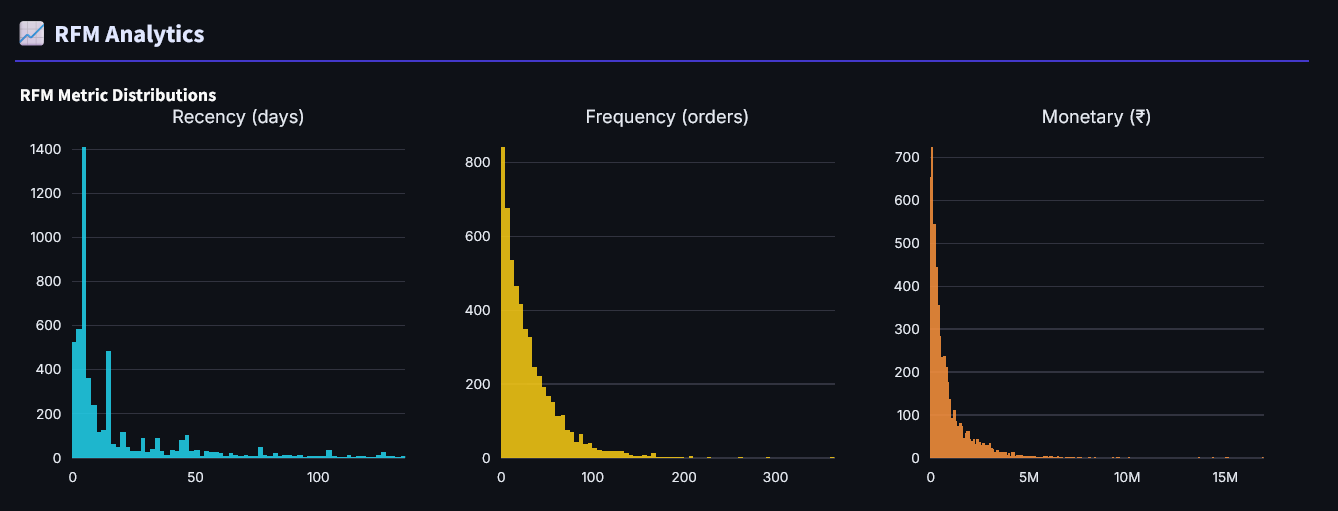 📈 RFM Analytics
RFM Metric Distributions
Recency (days)
1400
1200
1000
800
600
400
200
0
0 50 100
Frequency (orders)
800
600
400
200
0
0 100 200 300
Monetary (₹)
700
600
500
400
300
200
100
0
0 5M 10M 15M